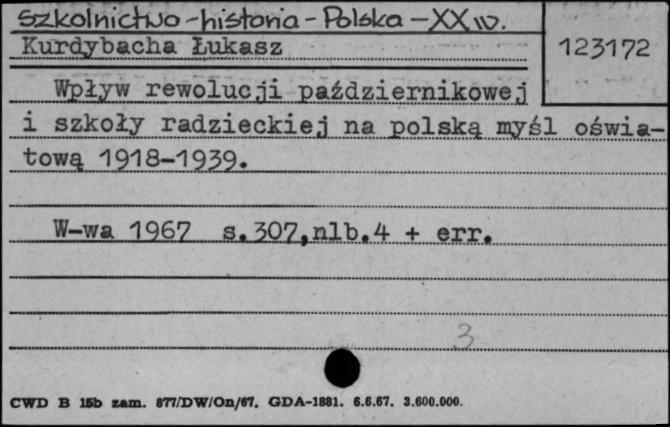 Szkolnictwo - historia - Polska - XX w.
Kurdybacha Łukasz
123172
Wpływ rewolucji październikowej
i szkoły radzieckiej na polską myśl oświa-
tową 1918-1939.
W-wa 1967 s.307,nlb.4 + err.
3
CWD B 15b zam. 877/DW/On/67. GDA-1881. 6.6.67. 3.600.000.